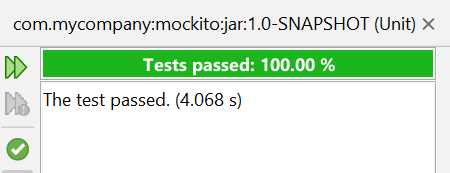 com.mycompany:mockito:jar:1.0-SNAPSHOT (Unit)
Tests passed: 100.00 %
The test passed. (4.068 s)